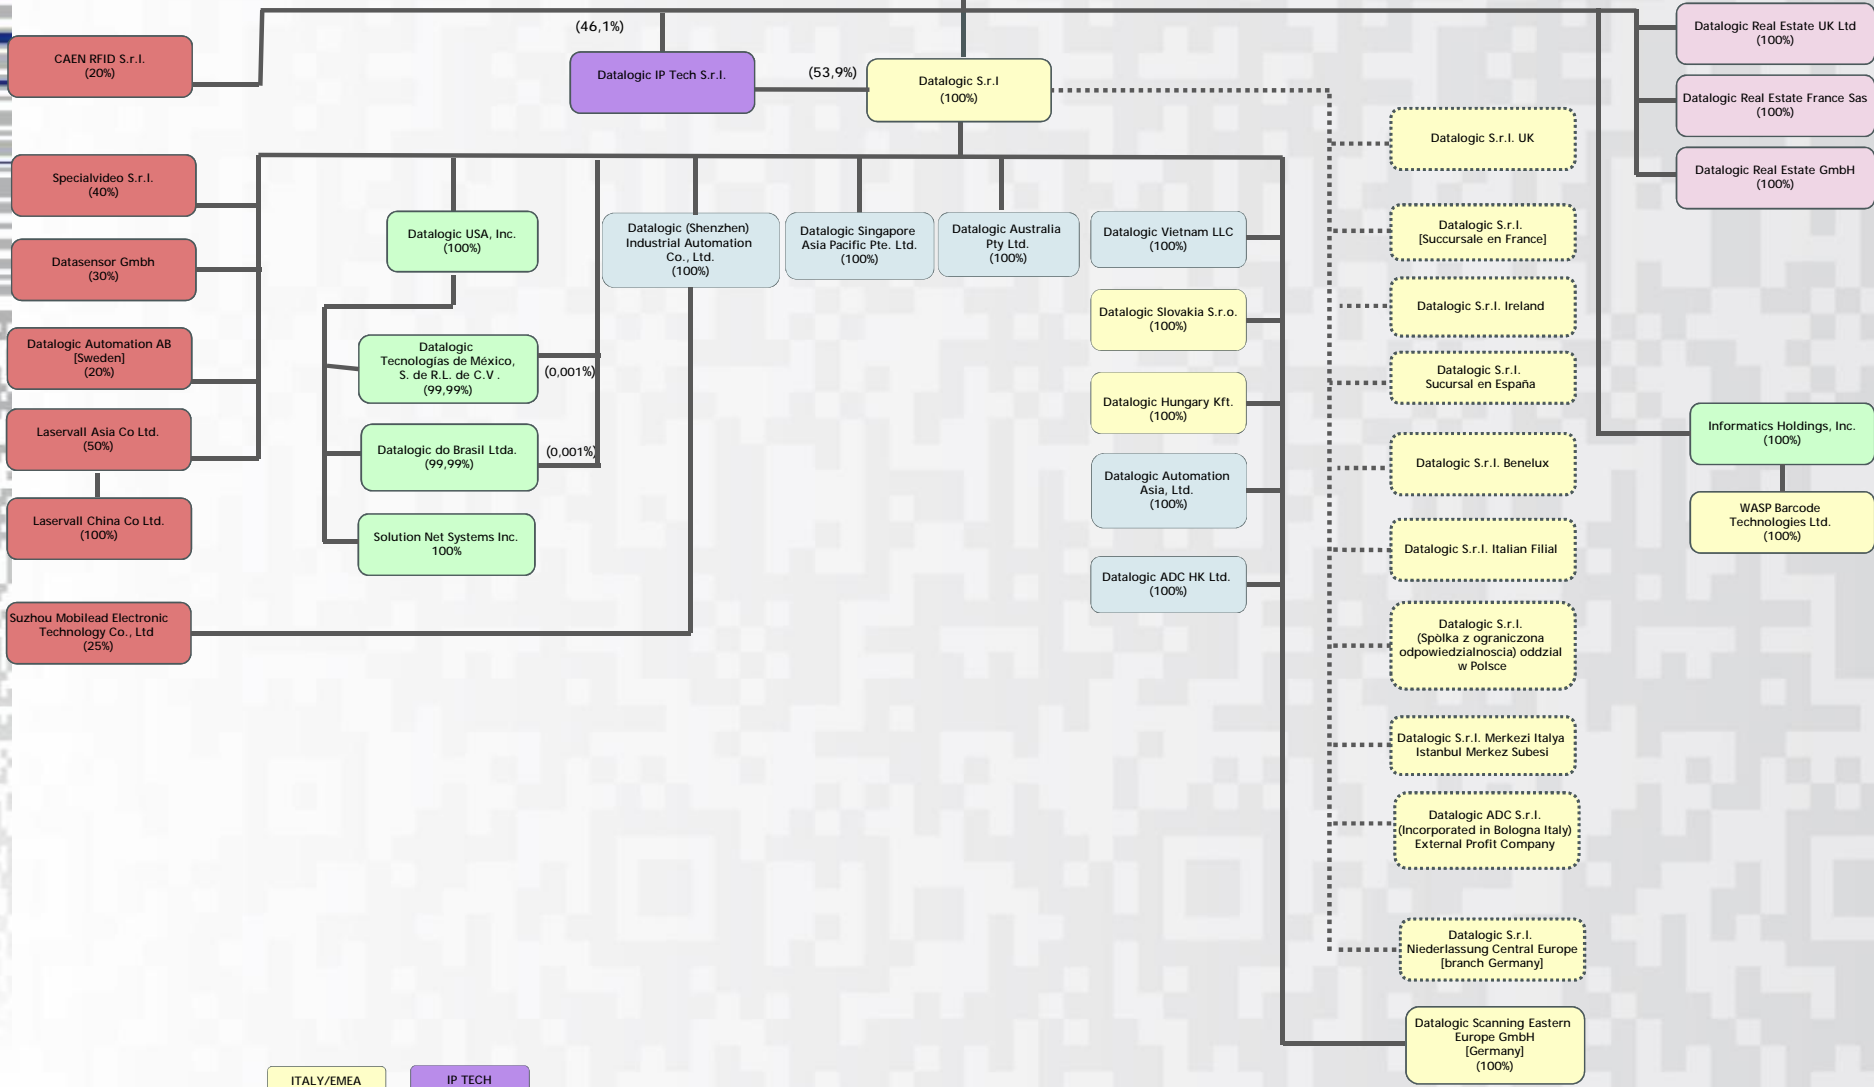 CAEN RFID S.r.l.
(20%)
(46,1%)
Datalogic IP Tech S.r.l.
(53,9%)
Datalogic S.r.l
(100%)
Datalogic Real Estate UK Ltd
(100%)
Datalogic Real Estate France Sas
(100%)
Datalogic Real Estate GmbH
(100%)
Specialvideo S.r.l.
(40%)
Datasensor Gmbh
(30%)
Datalogic Automation AB
[Sweden]
(20%)
Laservall Asia Co Ltd.
(50%)
Laservall China Co Ltd.
(100%)
Suzhou Mobilead Electronic
Technology Co., Ltd
(25%)
Datalogic USA, Inc.
(100%)
Datalogic
Tecnologías de México,
S. de R.L. de C.V .
(99,99%)
(0,001%)
Datalogic do Brasil Ltda.
(99,99%)
(0,001%)
Solution Net Systems Inc.
100%
Datalogic (Shenzhen)
Industrial Automation
Co., Ltd.
(100%)
Datalogic Singapore
Asia Pacific Pte. Ltd.
(100%)
Datalogic Australia
Pty Ltd.
(100%)
Datalogic Vietnam LLC
(100%)
Datalogic Slovakia S.r.o.
(100%)
Datalogic Hungary Kft.
(100%)
Datalogic Automation
Asia, Ltd.
(100%)
Datalogic ADC HK Ltd.
(100%)
Datalogic S.r.l. UK
Datalogic S.r.l.
[Succursale en France]
Datalogic S.r.l. Ireland
Datalogic S.r.l.
Sucursal en España
Datalogic S.r.l. Benelux
Datalogic S.r.l. Italian Filial
Datalogic S.r.l.
(Spòlka z ograniczona
odpowiedzialnoscia) oddzial
w Polsce
Datalogic S.r.l. Merkezi Italya
Istanbul Merkez Subesi
Datalogic ADC S.r.l.
(Incorporated in Bologna Italy)
External Profit Company
Datalogic S.r.l.
Niederlassung Central Europe
[branch Germany]
Datalogic Scanning Eastern
Europe GmbH
[Germany]
(100%)
Informatics Holdings, Inc.
(100%)
WASP Barcode
Technologies Ltd.
(100%)
ITALY/EMEA
IP TECH